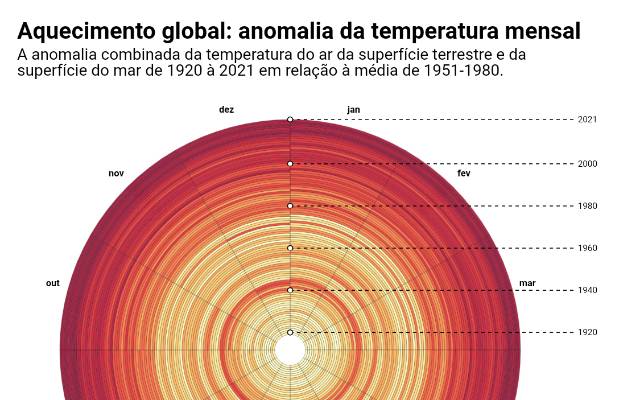 Aquecimento global: anomalia da temperatura mensal
A anomalia combinada da temperatura do ar da superfície terrestre e da
superfície do mar de 1920 à 2021 em relação à média de 1951-1980.
dez
jan
2021
2000
nov
fev
1980
1960
out
mar
1940
1920